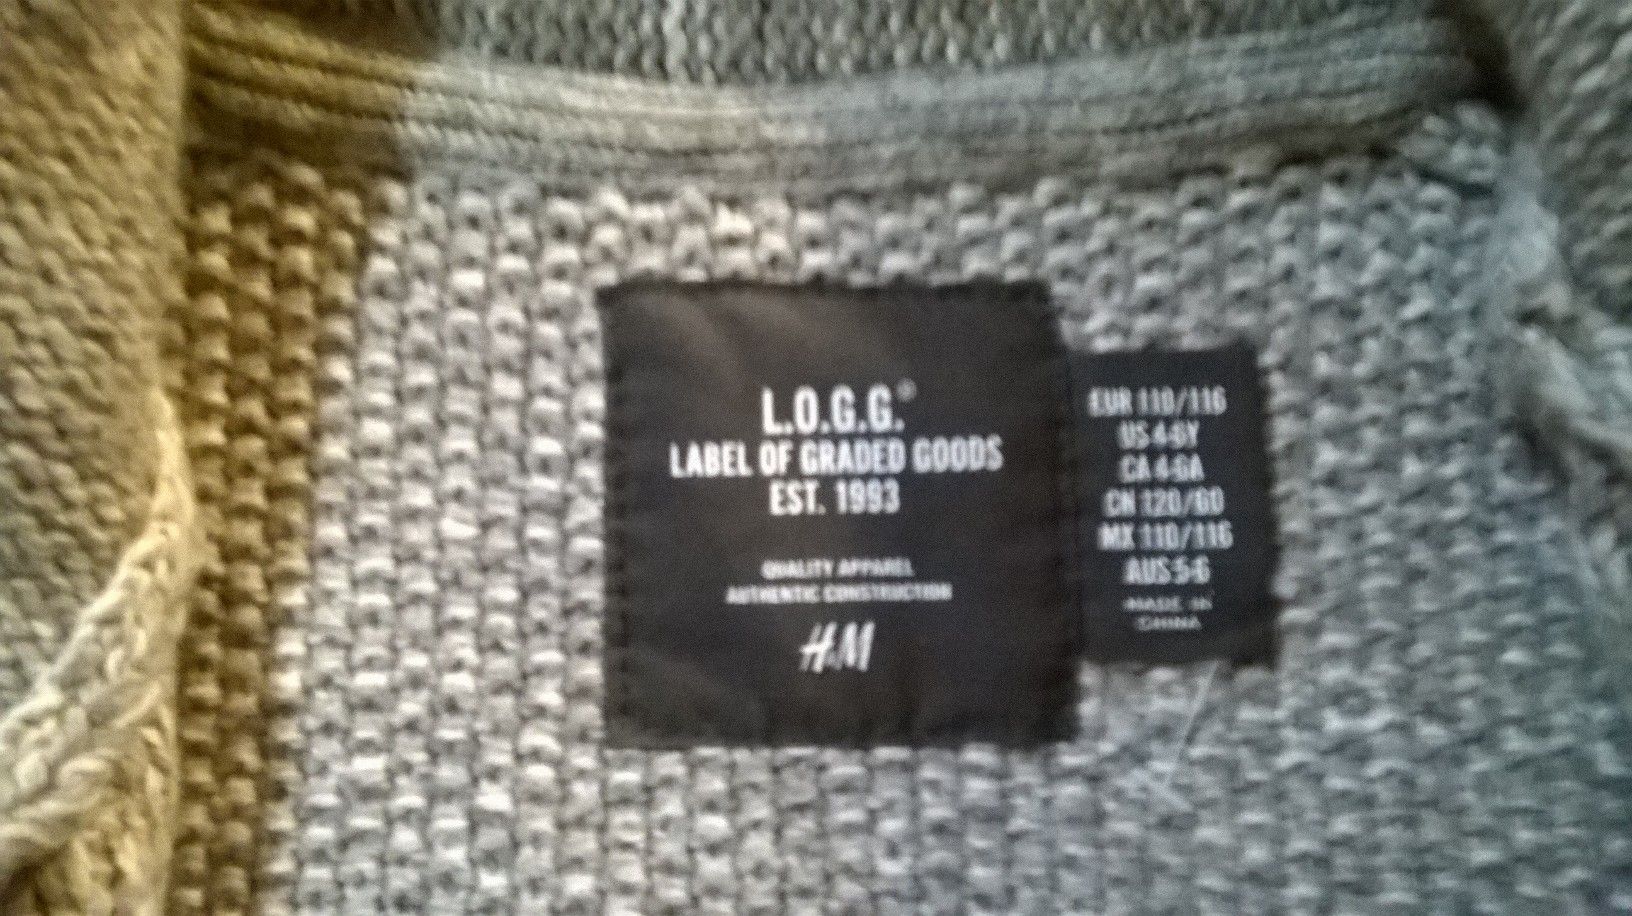 L.O.G.G.®
LABEL OF GRADED GOODS
EST. 1993
QUALITY APPAREL
AUTHENTIC CONSTRUCTION
H&M
EUR 110/116
US 4-6Y
CA 4-6A
CN 120/60
MX 110/116
AUS 5-6
MADE IN
CHINA